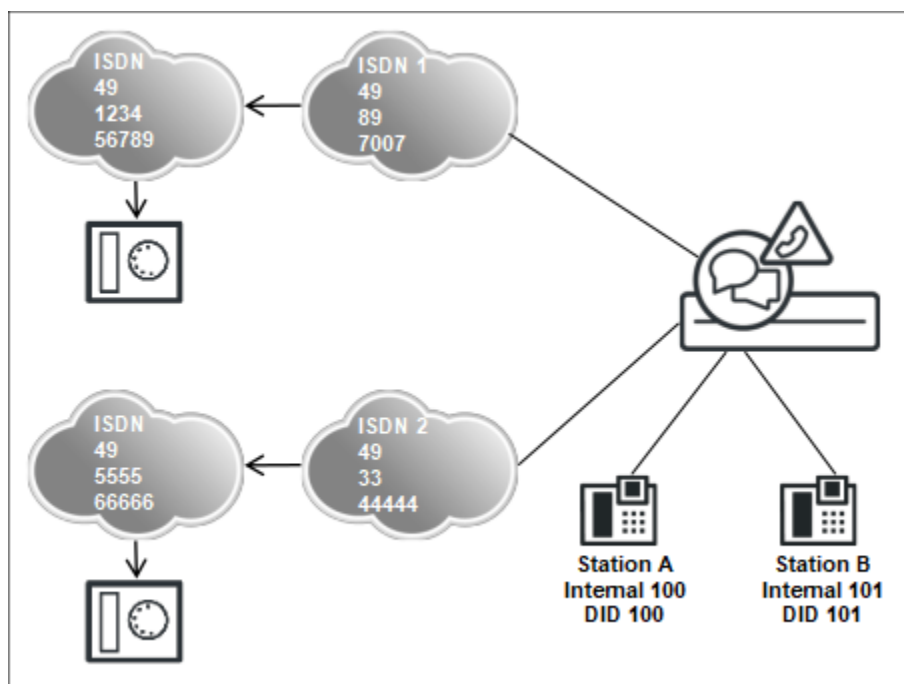 ISDN
49
1234
56789
ISDN 1
49
89
7007
ISDN
49
5555
66666
ISDN 2
49
33
44444
Station A
Internal 100
DID 100
Station B
Internal 101
DID 101